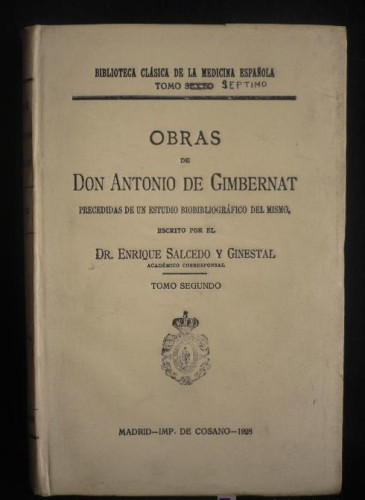 BIBLIOTECA CLÁSICA DE LA MEDICINA ESPAÑOLA
TOMO SEXTO SÉPTIMO
OBRAS
DE
DON ANTONIO DE GIMBERNAT
PRECEDIDAS DE UN ESTUDIO BIOBIBLIOGRÁFICO DEL MISMO,
ESCRITO POR EL
DR. ENRIQUE SALCEDO Y GINESTAL
ACADÉMICO CORRESPONSAL
TOMO SEGUNDO
MADRID—IMP. DE COSANO—1928